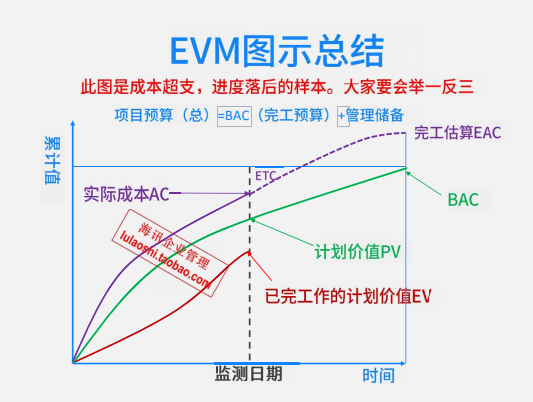 EVM图示总结
此图是成本超支，进度落后的样本。大家要会举一反三
项目预算（总）=BAC（完工预算）+管理储备
完工估算EAC
累计值
ETC
实际成本AC
BAC
海讯企业管理
lulaoshi.taobao.com
计划价值PV
已完工作的计划价值EV
监测日期
时间